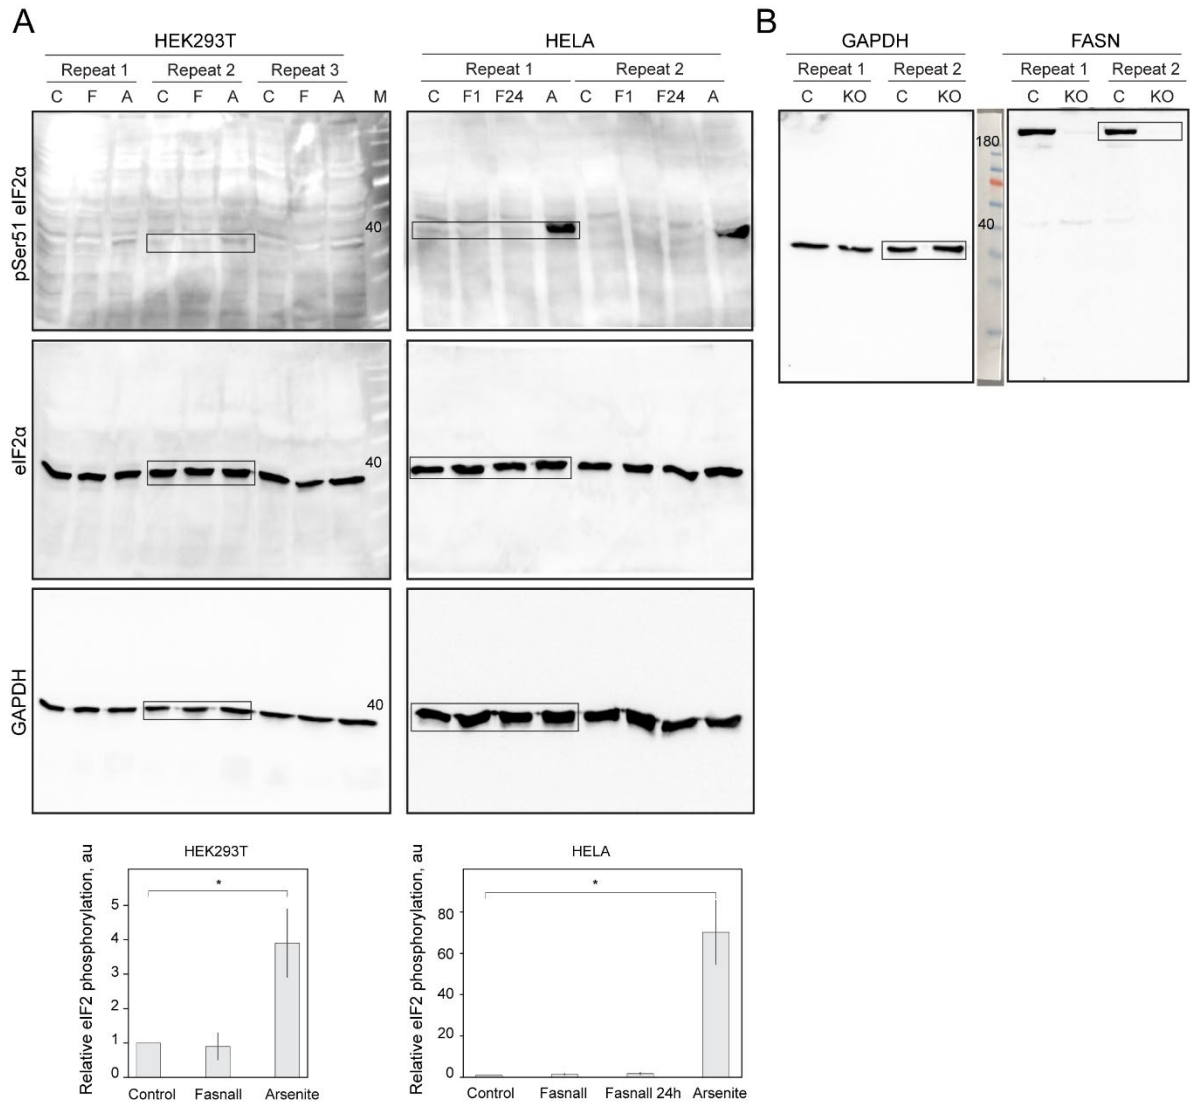 A
HEK293T
Repeat 1 Repeat 2 Repeat 3
C F A C F A C F A M
HELA
Repeat 1 Repeat 2
C F1 F24 A C F1 F24 A
pSer51 eIF2α
40
eIF2α
40
GAPDH
40
B
GAPDH FASN
Repeat 1 Repeat 2 Repeat 1 Repeat 2
C KO C KO C KO C KO
180
40
HEK293T
Relative eIF2 phosphorylation, au
*
5
4
3
2
1
0
Control Fasnall Arsenite
HELA
Relative eIF2 phosphorylation, au
*
80
60
40
20
0
Control Fasnall Fasnall 24h Arsenite